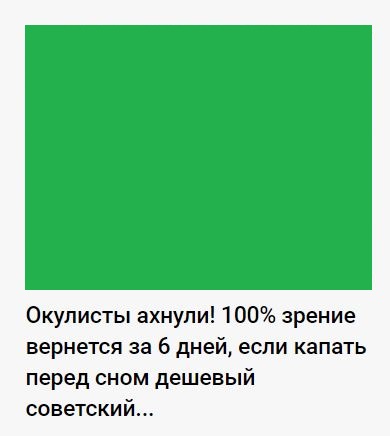 Окулисты ахнули! 100% зрение
вернется за 6 дней, если капать
перед сном дешевый
советский...